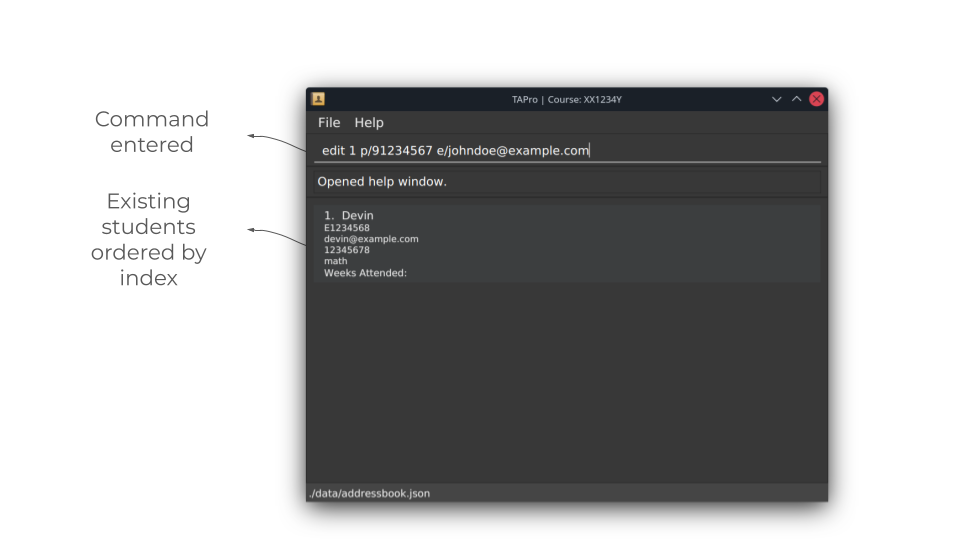 TAPro | Course: XX1234Y
File Help
Command
entered
edit 1 p/91234567 e/johndoe@example.com
Opened help window.
Existing
students
ordered by
index
1. Devin
E1234568
devin@example.com
12345678
math
Weeks Attended:
./data/addressbook.json